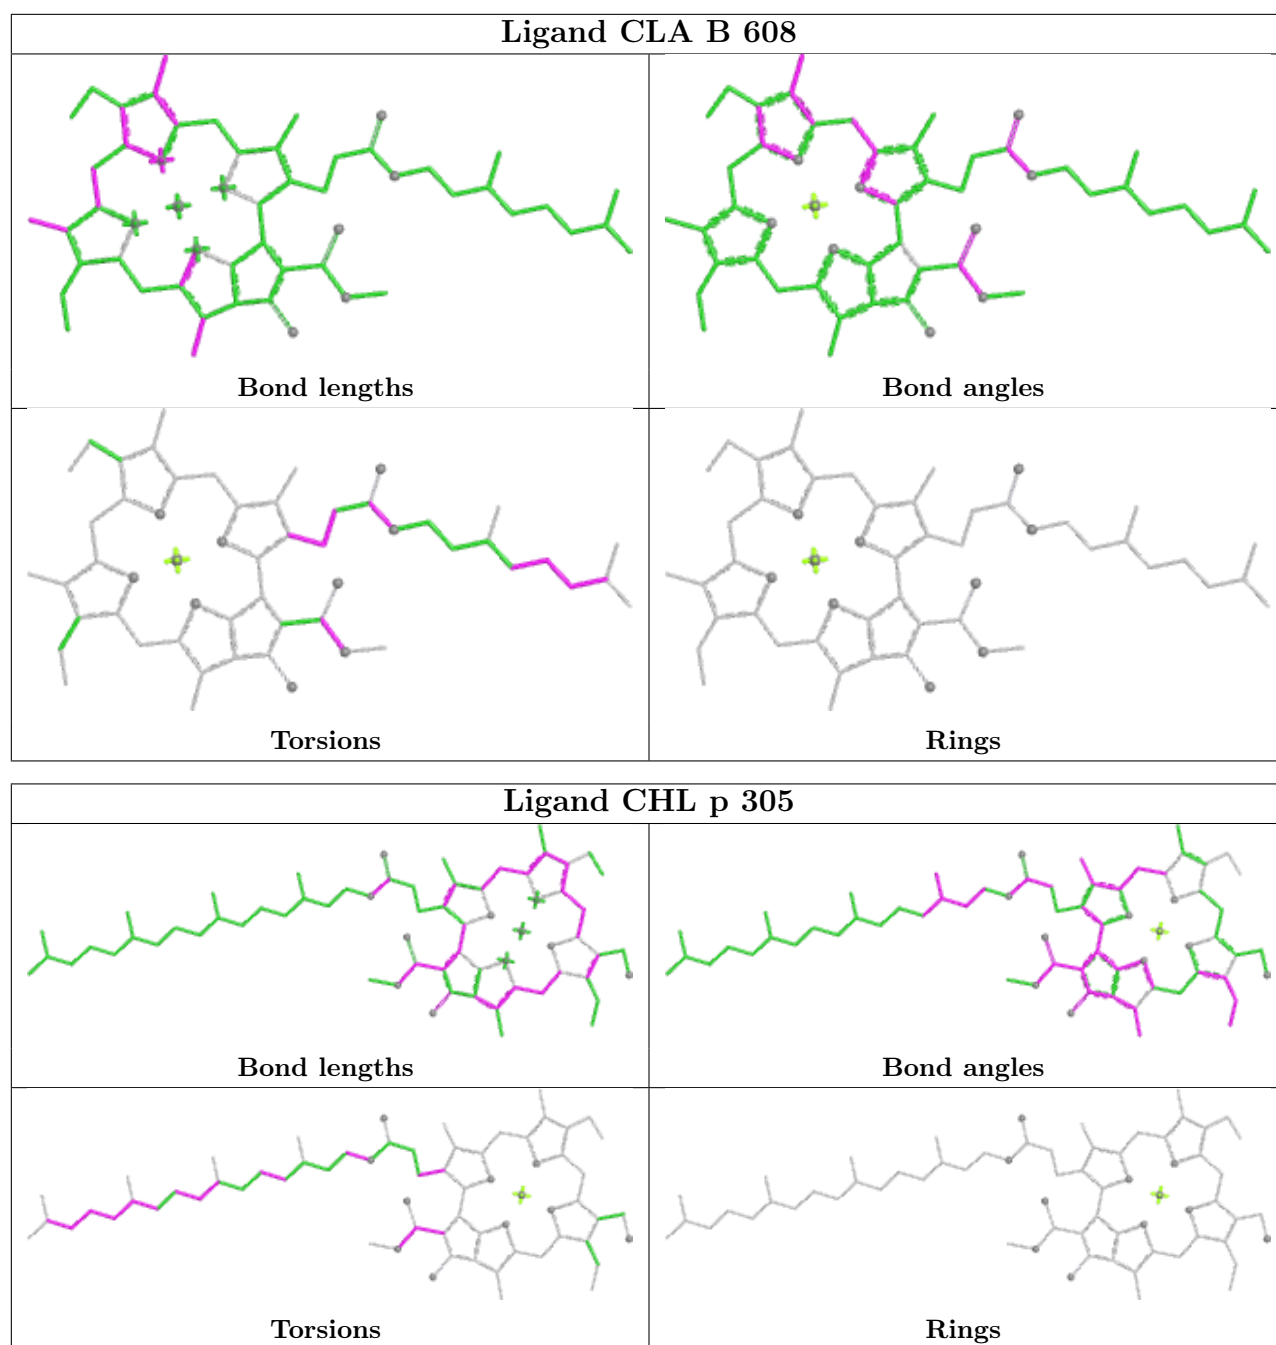 Ligand CLA B 608
Bond lengths
Bond angles
Torsions
Rings
Ligand CHL p 305
Bond lengths
Bond angles
Torsions
Rings